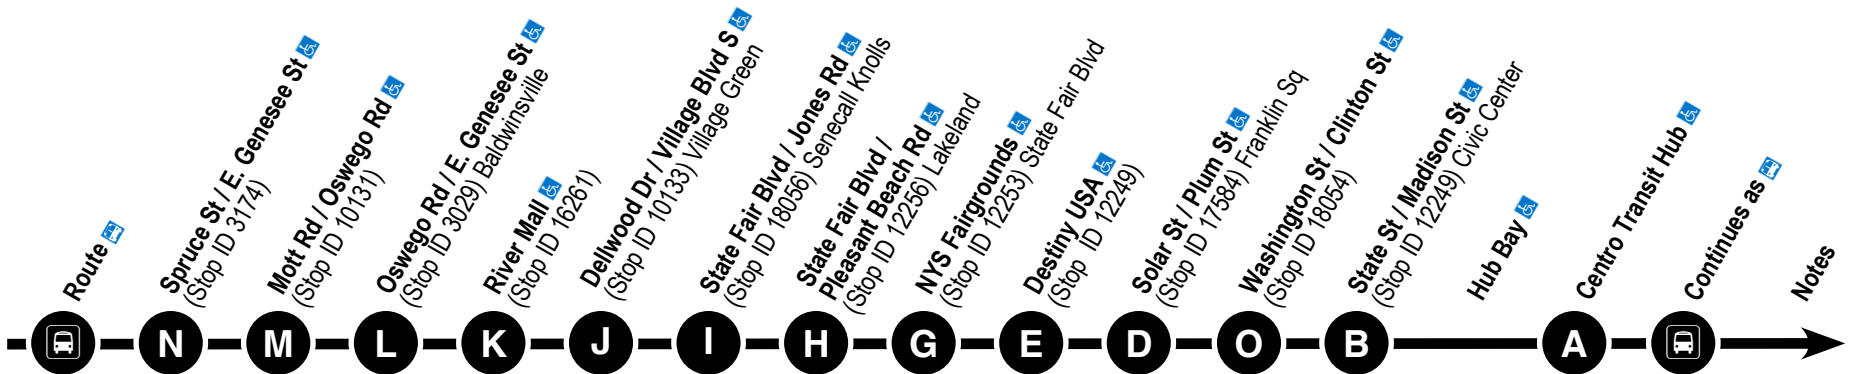 Route
Spruce St / E. Genesee St
(Stop ID 3174)
Mott Rd / Oswego Rd
(Stop ID 10131)
Oswego Rd / E. Genesee St
(Stop ID 3029) Baldwinsville
River Mall
(Stop ID 16261)
Dellwood Dr / Village Blvd S
(Stop ID 10133) Village Green
State Fair Blvd / Jones Rd
(Stop ID 18056) Senecall Knolls
State Fair Blvd /
Pleasant Beach Rd
(Stop ID 12256) Lakeland
NYS Fairgrounds
(Stop ID 12253) State Fair Blvd
Destiny USA
(Stop ID 12249)
Solar St / Plum St
(Stop ID 17584) Franklin Sq
Washington St / Clinton St
(Stop ID 18054)
State St / Madison St
(Stop ID 12249) Civic Center
Hub Bay
Centro Transit Hub
Continues as
Notes
N M L K J I H G E D O B A